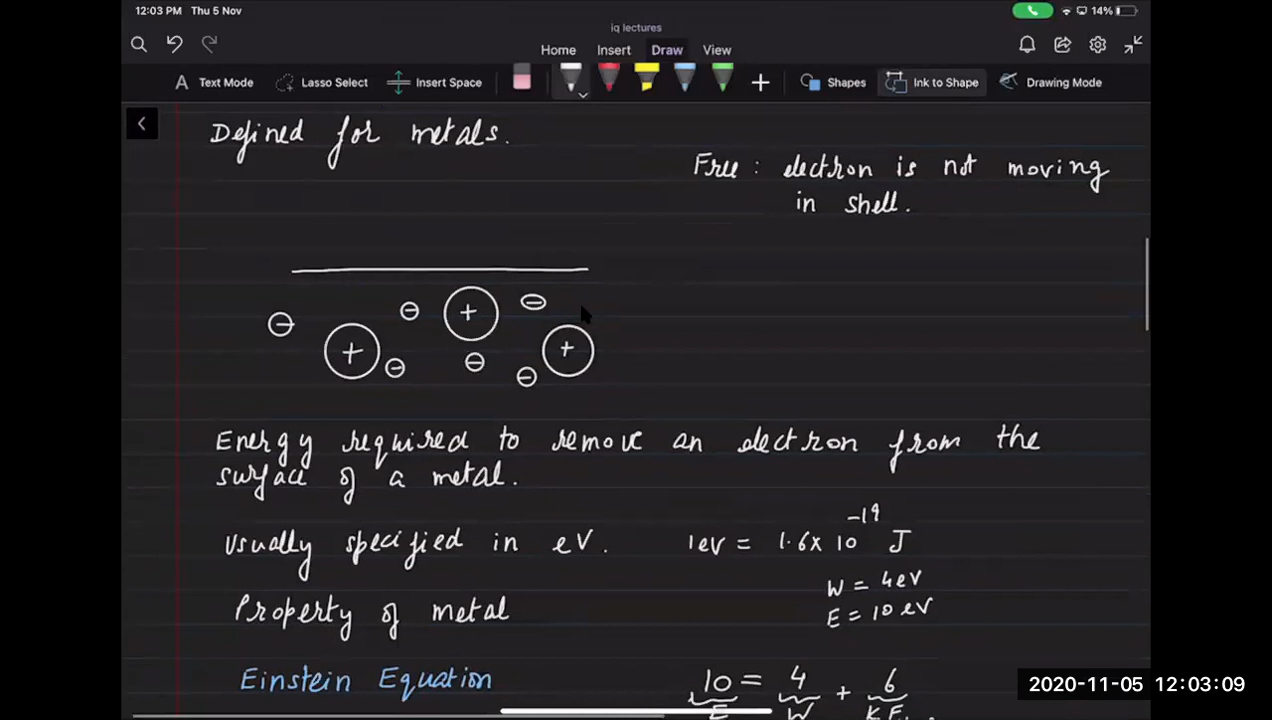 12:03 PM Thu 5 Nov
14%
iq lectures
Home Insert Draw View
Text Mode Lasso Select Insert Space Shapes Ink to Shape Drawing Mode
Defined for metals.
Free : electron is not moving
in shell.
Energy required to remove an electron from the
surface of a metal.
Usually specified in eV. 1ev = 1.6x 10⁻¹⁹ J
W = 4ev
Property of metal E = 10 ev
Einstein Equation 10 = 4 + 6
E W K.E.
2020-11-05 12:03:09